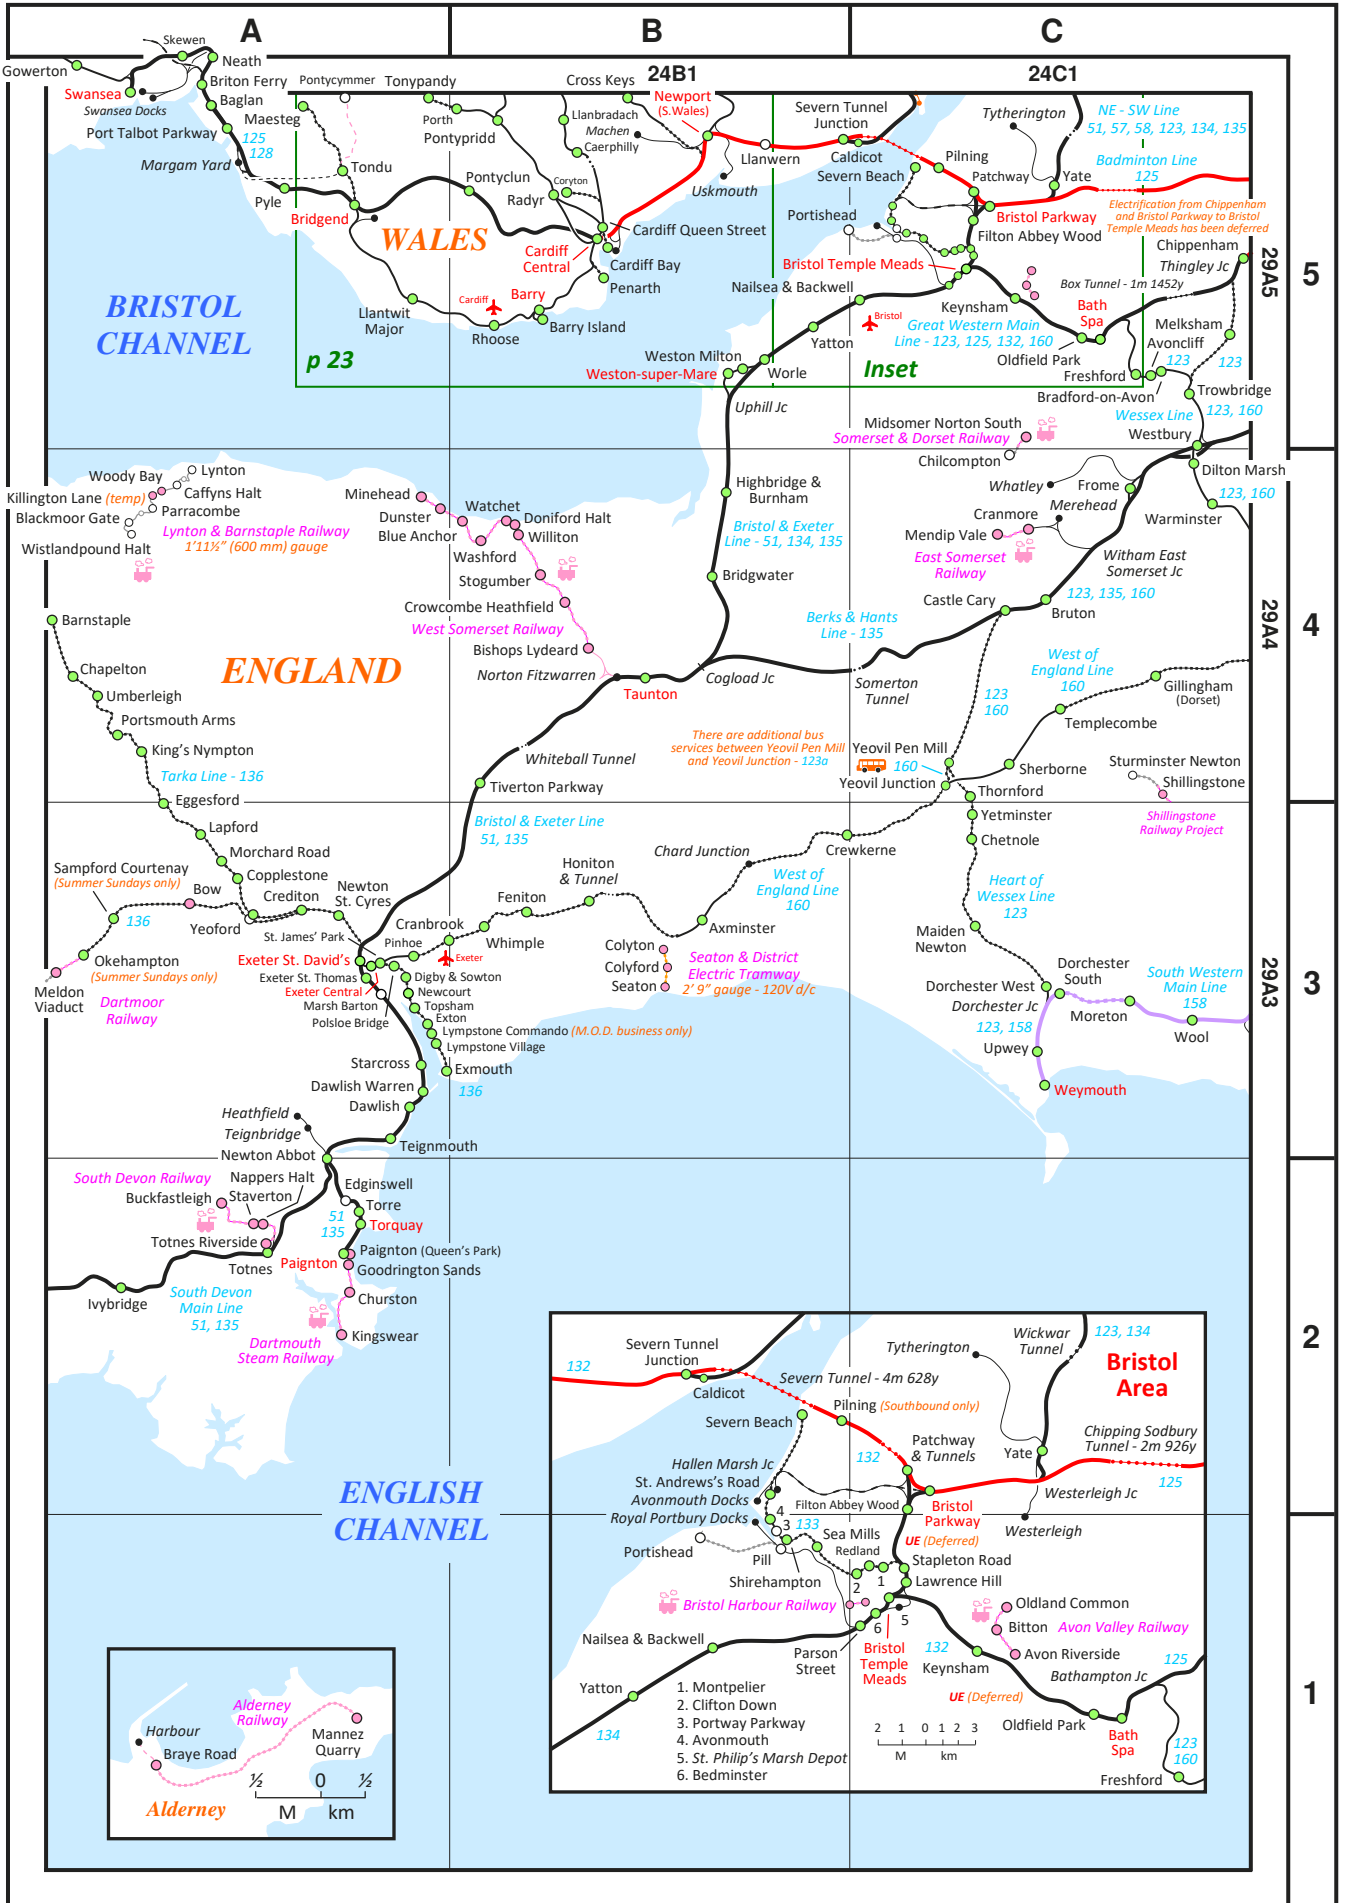 A
B
C
24B1
24C1
Skewen
Gowerton
Neath
Swansea
Briton Ferry
Swansea Docks
Baglan
Maesteg
Port Talbot Parkway
125
128
Margam Yard
Pyle
Pontycymmer
Tonypandy
Porth
Pontypridd
Tondu
Bridgend
Cross Keys
Llanbradach
Machen
Caerphilly
Newport
(S.Wales)
Llanwern
Uskmouth
Pontyclun
Coryton
Radyr
WALES
Cardiff Queen Street
Cardiff
Central
Cardiff Bay
Penarth
Cardiff
Barry
Barry Island
Rhoose
Llantwit
Major
BRISTOL
CHANNEL
p 23
Severn Tunnel
Junction
Caldicot
Severn Beach
Pilning
Tytherington
NE - SW Line
51, 57, 58, 123, 134, 135
Badminton Line
125
Patchway
Yate
Portishead
Bristol Parkway
Filton Abbey Wood
Electrification from Chippenham
and Bristol Parkway to Bristol
Temple Meads has been deferred
Chippenham
Thingley Jc
Bristol Temple Meads
Nailsea & Backwell
Box Tunnel - 1m 1452y
Keynsham
Bath
Spa
Bristol
Great Western Main
Line - 123, 125, 132, 160
Yatton
Oldfield Park
Melksham
Avoncliff
123
123
Weston Milton
Weston-super-Mare
Worle
Inset
Freshford
Bradford-on-Avon
Trowbridge
Wessex Line
123, 160
Uphill Jc
Midsomer Norton South
Somerset & Dorset Railway
Westbury
Chilcompton
29A5
5
Woody Bay
Lynton
Killington Lane (temp)
Caffyns Halt
Blackmoor Gate
Parracombe
Wistlandpound Halt
Lynton & Barnstaple Railway
1'11½" (600 mm) gauge
Minehead
Dunster
Blue Anchor
Watchet
Doniford Halt
Williton
Washford
Stogumber
Crowcombe Heathfield
West Somerset Railway
Bishops Lydeard
Norton Fitzwarren
Taunton
Highbridge &
Burnham
Bristol & Exeter
Line - 51, 134, 135
Bridgwater
Cogload Jc
Dilton Marsh
Whatley
Frome
123, 160
Merehead
Cranmore
Warminster
Mendip Vale
East Somerset
Railway
Witham East
Somerset Jc
123, 135, 160
Castle Cary
Bruton
Berks & Hants
Line - 135
Somerton
Tunnel
29A4
4
Barnstaple
ENGLAND
Chapelton
Umberleigh
Portsmouth Arms
King's Nympton
Tarka Line - 136
Eggesford
Whiteball Tunnel
Tiverton Parkway
There are additional bus
services between Yeovil Pen Mill
and Yeovil Junction - 123a
123
160
West of
England Line
160
Gillingham
(Dorset)
Templecombe
Yeovil Pen Mill
160
Yeovil Junction
Sherborne
Sturminster Newton
Shillingstone
Thornford
Yetminster
Shillingstone
Railway Project
Chetnole
Lapford
Morchard Road
Copplestone
Sampford Courtenay
(Summer Sundays only)
Bow
Crediton
Newton
St. Cyres
136
Yeoford
Okehampton
(Summer Sundays only)
Meldon
Viaduct
Dartmoor
Railway
Bristol & Exeter Line
51, 135
Honiton
& Tunnel
Chard Junction
Crewkerne
Feniton
West of
England Line
160
Heart of
Wessex Line
123
St. James' Park
Cranbrook
Pinhoe
Whimple
Axminster
Exeter
Exeter St. David's
Exeter St. Thomas
Exeter Central
Marsh Barton
Polsloe Bridge
Digby & Sowton
Newcourt
Topsham
Exton
Lympstone Commando (M.O.D. business only)
Lympstone Village
Exmouth
136
Colyton
Colyford
Seaton
Seaton & District
Electric Tramway
2' 9" gauge - 120V d/c
Maiden
Newton
Dorchester
South
Dorchester West
Dorchester Jc
123, 158
South Western
Main Line
158
Moreton
Wool
Upwey
Weymouth
29A3
3
Starcross
Dawlish Warren
Dawlish
Heathfield
Teignbridge
Newton Abbot
Teignmouth
South Devon Railway
Nappers Halt
Buckfastleigh
Staverton
Edginswell
Torre
51
135
Torquay
Totnes Riverside
Paignton
Paignton (Queen's Park)
Totnes
Goodrington Sands
Ivybridge
South Devon
Main Line
51, 135
Churston
Kingswear
Dartmouth
Steam Railway
2
ENGLISH
CHANNEL
Severn Tunnel
Junction
132
Caldicot
Severn Tunnel - 4m 628y
Tytherington
Wickwar
Tunnel
123, 134
Bristol
Area
Severn Beach
Pilning (Southbound only)
Patchway
& Tunnels
Yate
Chipping Sodbury
Tunnel - 2m 926y
132
125
Hallen Marsh Jc
St. Andrews's Road
Avonmouth Docks
Royal Portbury Docks
Filton Abbey Wood
Bristol
Parkway
Westerleigh Jc
Westerleigh
4
3
133
Sea Mills
Redland
UE (Deferred)
Portishead
Pill
Shirehampton
Stapleton Road
Lawrence Hill
1
2
Bristol Harbour Railway
6
5
Oldland Common
Bitton
Avon Valley Railway
Avon Riverside
Nailsea & Backwell
Parson
Street
Bristol
Temple
Meads
132
Keynsham
Bathampton Jc
125
Yatton
134
UE (Deferred)
Oldfield Park
Bath
Spa
123
160
Freshford
1. Montpelier
2. Clifton Down
3. Portway Parkway
4. Avonmouth
5. St. Philip's Marsh Depot
6. Bedminster
2 1 0 1 2 3
M km
1
Alderney
Railway
Harbour
Braye Road
Mannez
Quarry
½ 0 ½
M km
Alderney